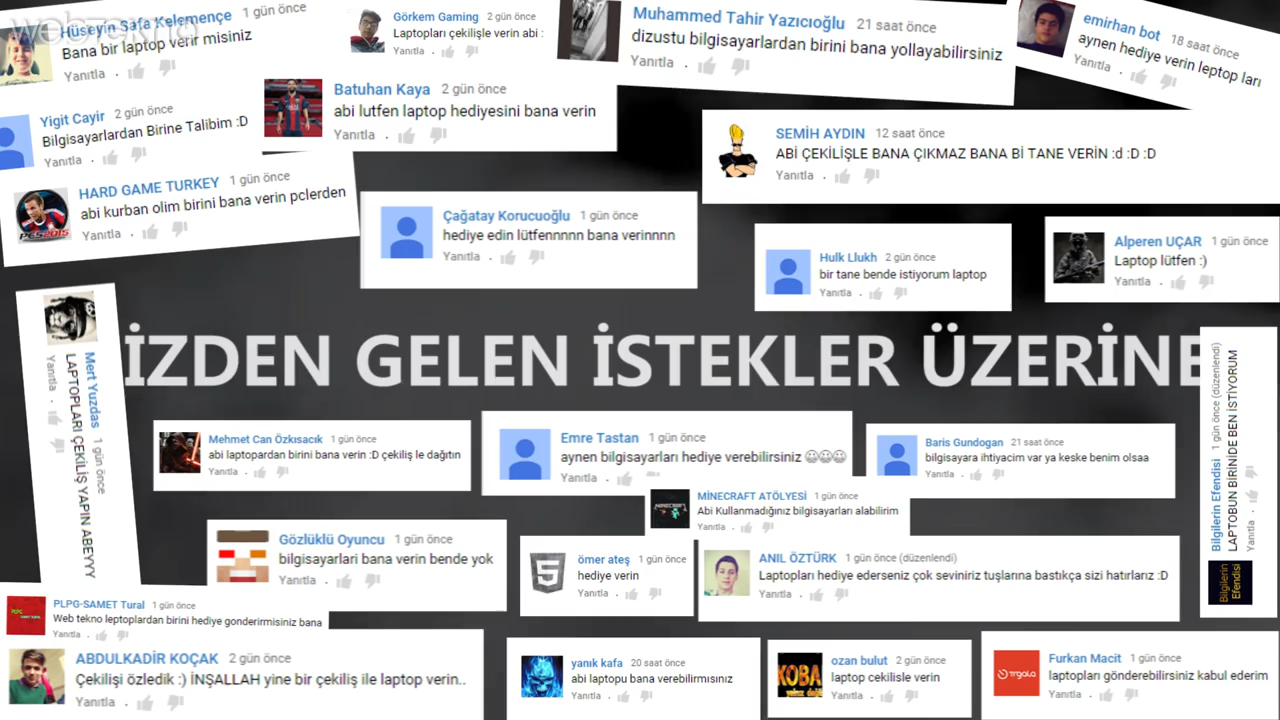 webtekno
Hüseyin Safa Kelemençe 1 gün önce
Bana bir laptop verir misiniz
Yanıtla
Görkem Gaming 2 gün önce
Laptopları çekilişle verin abi :
Yanıtla
Muhammed Tahir Yazıcıoğlu 21 saat önce
dizustu bilgisayarlardan birini bana yollayabilirsiniz
Yanıtla
emirhan bot 18 saat önce
aynen hediye verin leptop ları
Yanıtla
Batuhan Kaya 2 gün önce
abi lutfen laptop hediyesini bana verin
Yanıtla
Yigit Cayir 2 gün önce
Bilgisayarlardan Birine Talibim :D
Yanıtla
SEMİH AYDIN 12 saat önce
ABİ ÇEKİLİŞLE BANA ÇIKMAZ BANA Bİ TANE VERİN :d :D :D
Yanıtla
HARD GAME TURKEY 1 gün önce
abi kurban olim birini bana verin pclerden
Yanıtla
PES2015
Çağatay Korucuoğlu 1 gün önce
hediye edin lütfennnnn bana verinnnn
Yanıtla
Hulk Llukh 2 gün önce
bir tane bende istiyorum laptop
Yanıtla
Alperen UÇAR 1 gün önce
Laptop lütfen :)
Yanıtla
İZDEN GELEN İSTEKLER ÜZERİNE
Mert Yuzdas 1 gün önce
LAPTOPLARI ÇEKİLİŞ YAPIN ABEYYY
Yanıtla
Bilgilerin Efendisi 1 gün önce (düzenlendi)
LAPTOBUN BİRİNİDE BEN İSTİYORUM
Yanıtla
Bilgilerin
Efendisi
Mehmet Can Özkısacık 1 gün önce
abi laptopardan birini bana verin :D çekiliş le dağıtın
Yanıtla
Emre Tastan 1 gün önce
aynen bilgisayarları hediye verebilirsiniz 😀😀😀
Yanıtla
Baris Gundogan 21 saat önce
bilgisayara ihtiyacim var ya keske benim olsaa
Yanıtla
MİNECRAFT ATÖLYESİ 1 gün önce
Abi Kullanmadığınız bilgisayarları alabilirim
Yanıtla
Gözlüklü Oyuncu 1 gün önce
bilgisayarlari bana verin bende yok
Yanıtla
ömer ateş 1 gün önce
hediye verin
Yanıtla
5
ANIL ÖZTÜRK 1 gün önce (düzenlendi)
Laptopları hediye ederseniz çok seviniriz tuşlarına bastıkça sizi hatırlarız :D
Yanıtla
PLPG-SAMET Tural 1 gün önce
Web tekno leptoplardan birini hediye gonderirmisiniz bana
Yanıtla
ABDULKADİR KOÇAK 2 gün önce
Çekilişi özledik :) İNŞALLAH yine bir çekiliş ile laptop verin..
Yanıtla
yanık kafa 20 saat önce
abi laptopu bana verebilirmısınız
Yanıtla
KOBA
ozan bulut 2 gün önce
laptop cekilisle verin
Yanıtla
Furkan Macit 1 gün önce
laptopları gönderebilirsiniz kabul ederim
Yanıtla